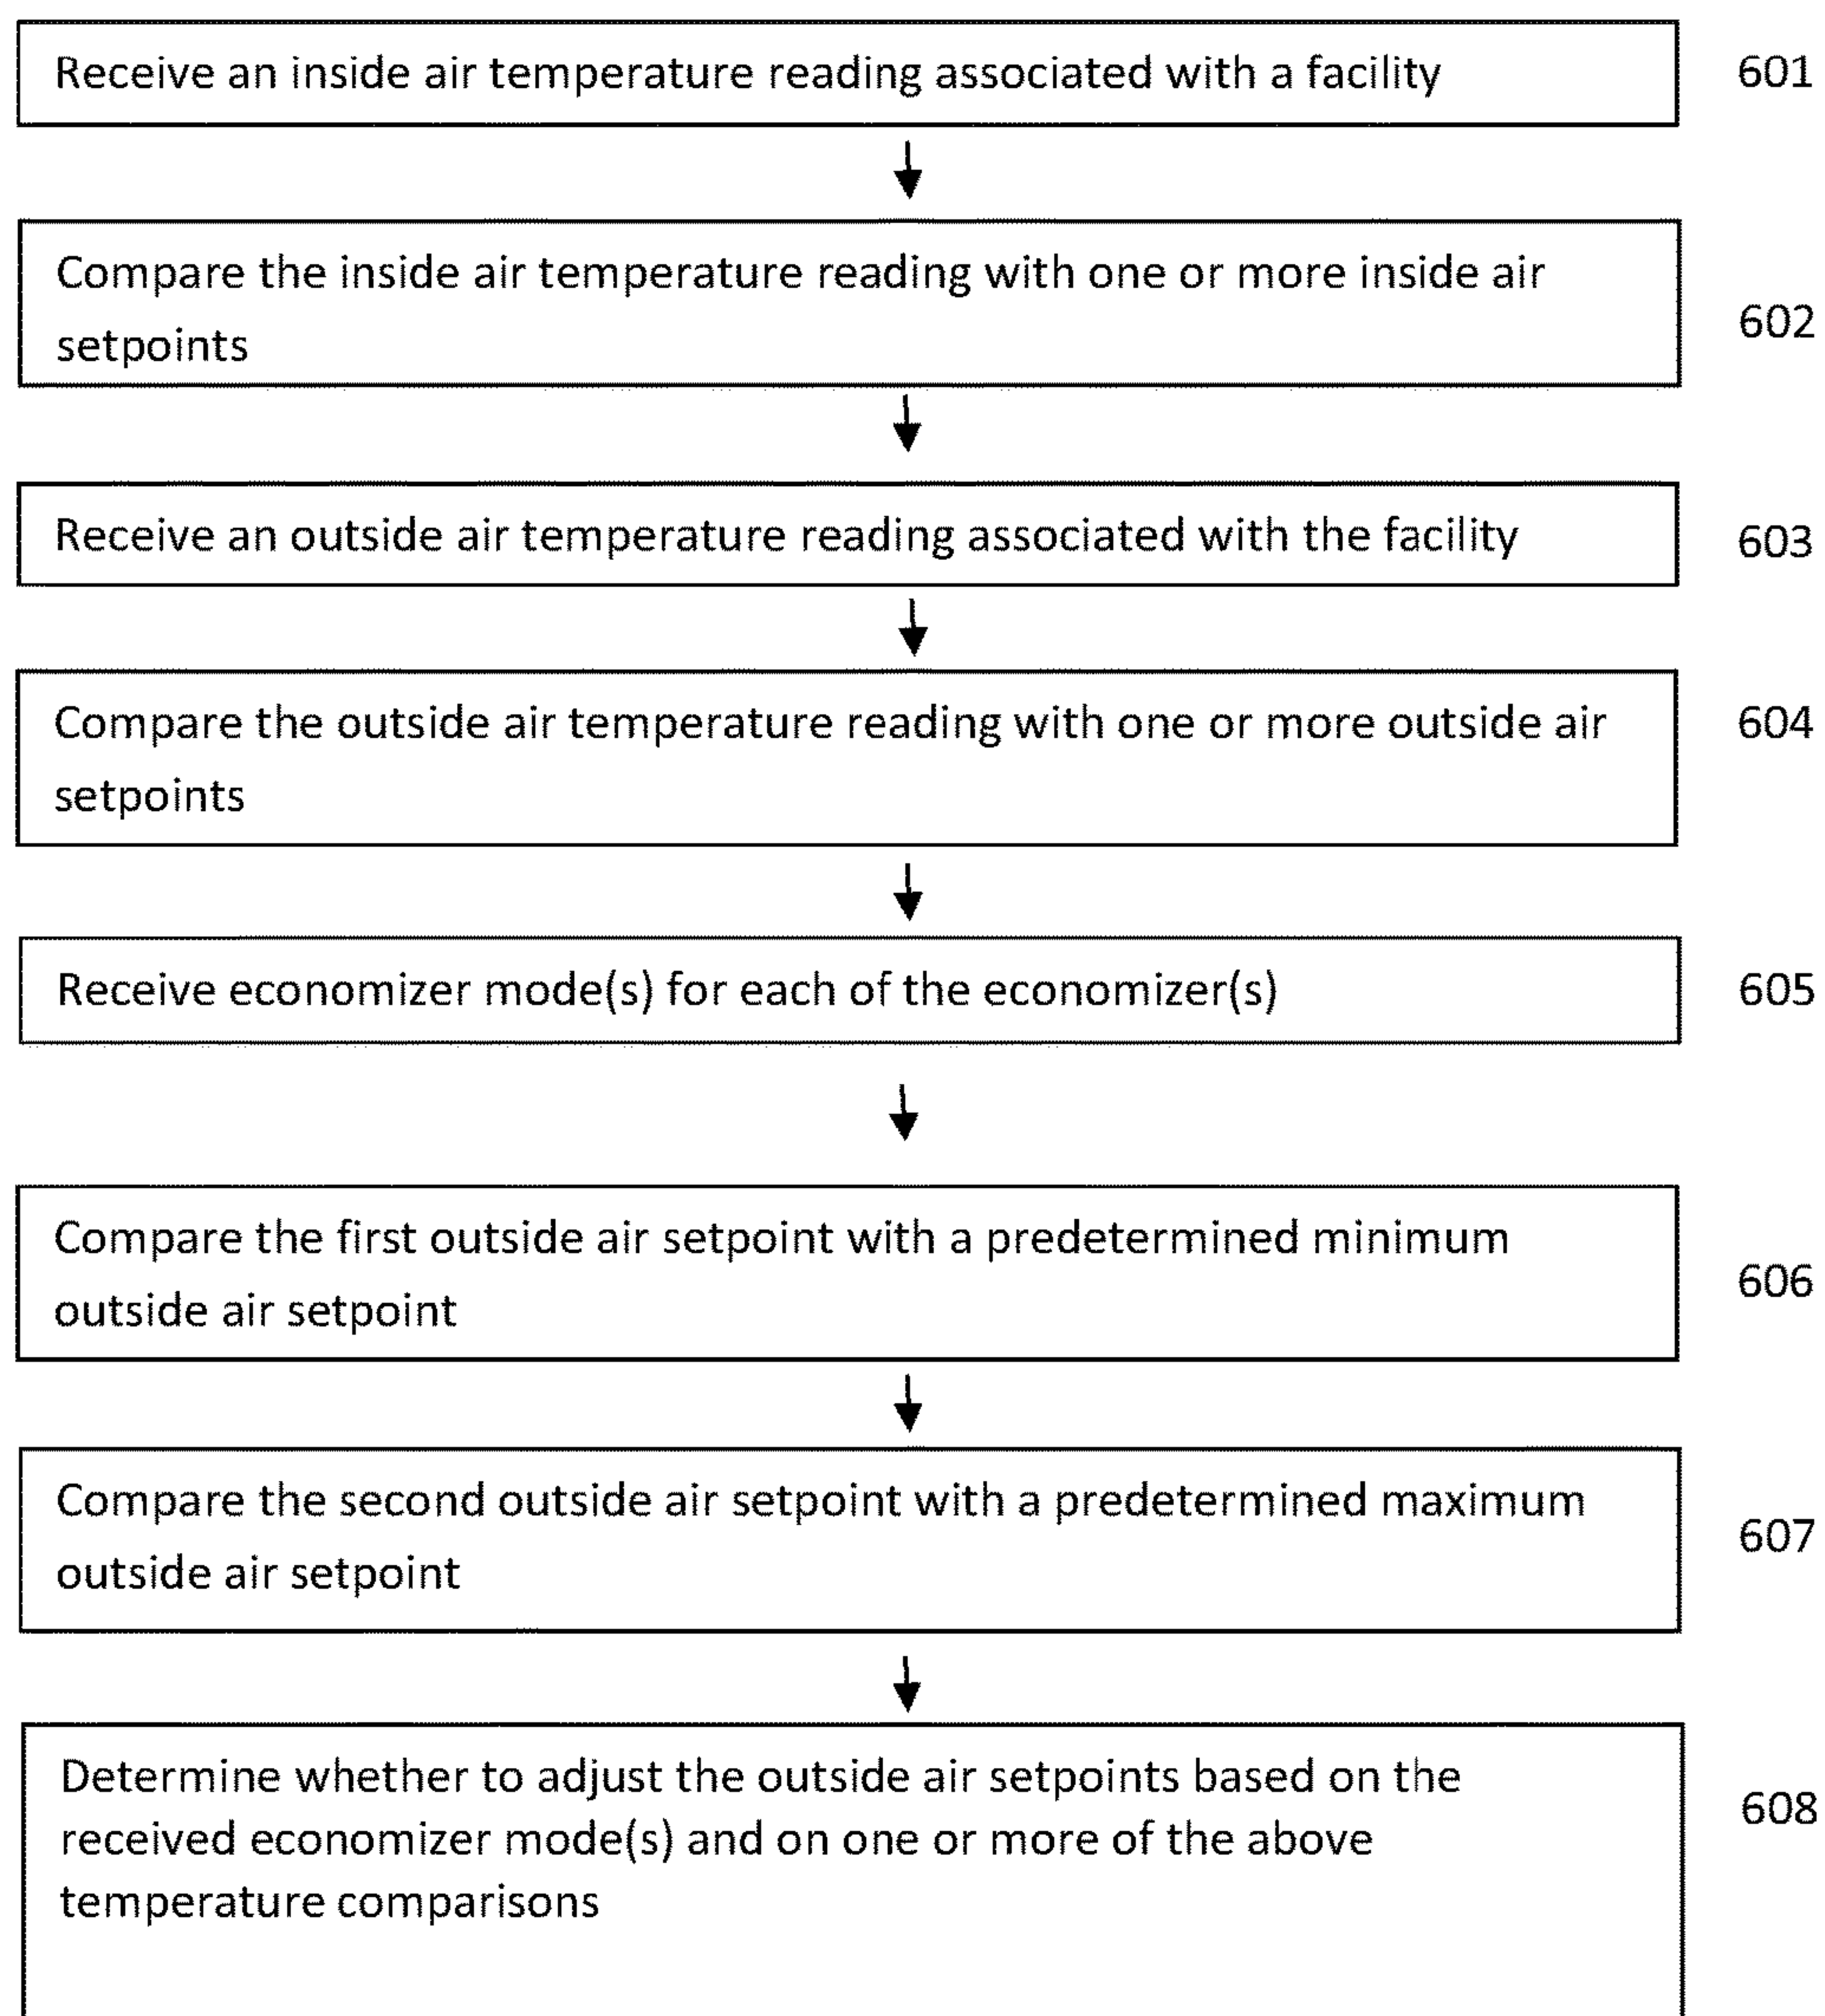 Receive an inside air temperature reading associated with a facility
601
Compare the inside air temperature reading with one or more inside air
setpoints
602
Receive an outside air temperature reading associated with the facility
603
Compare the outside air temperature reading with one or more outside air
setpoints
604
Receive economizer mode(s) for each of the economizer(s)
605
Compare the first outside air setpoint with a predetermined minimum
outside air setpoint
606
Compare the second outside air setpoint with a predetermined maximum
outside air setpoint
607
Determine whether to adjust the outside air setpoints based on the
received economizer mode(s) and on one or more of the above
temperature comparisons
608